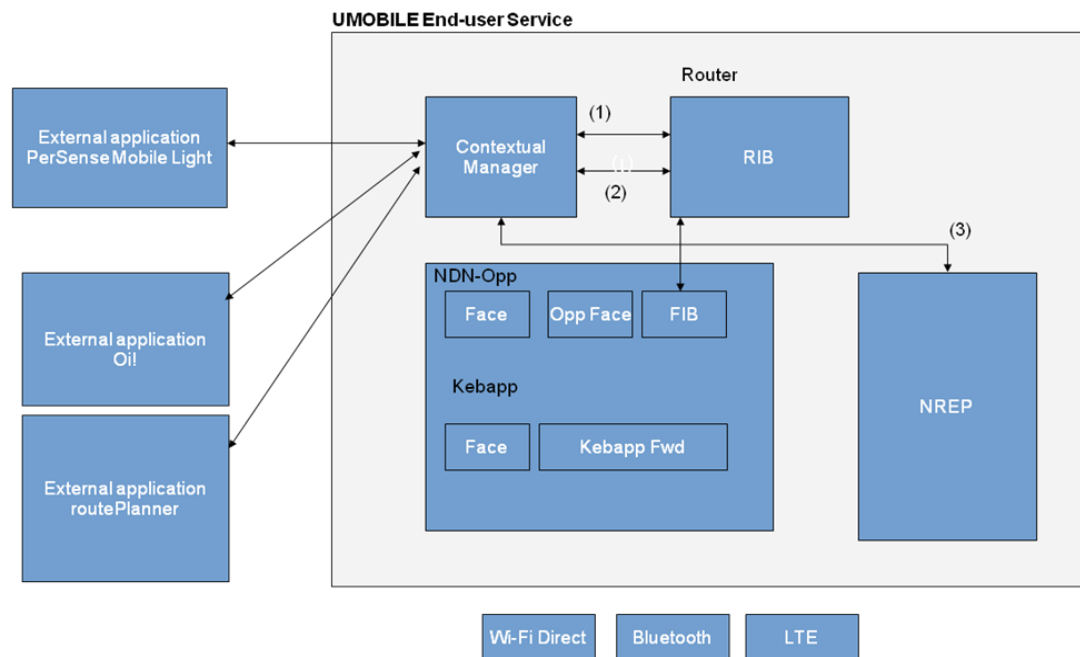 UMOBILE End-user Service
Router
External application
PerSense Mobile Light
Contextual
Manager
(1)
(2)
RIB
(3)
External application
Oi!
NDN-Opp
Face
Opp Face
FIB
Kebapp
Face
Kebapp Fwd
NREP
External application
routePlanner
Wi-Fi Direct
Bluetooth
LTE